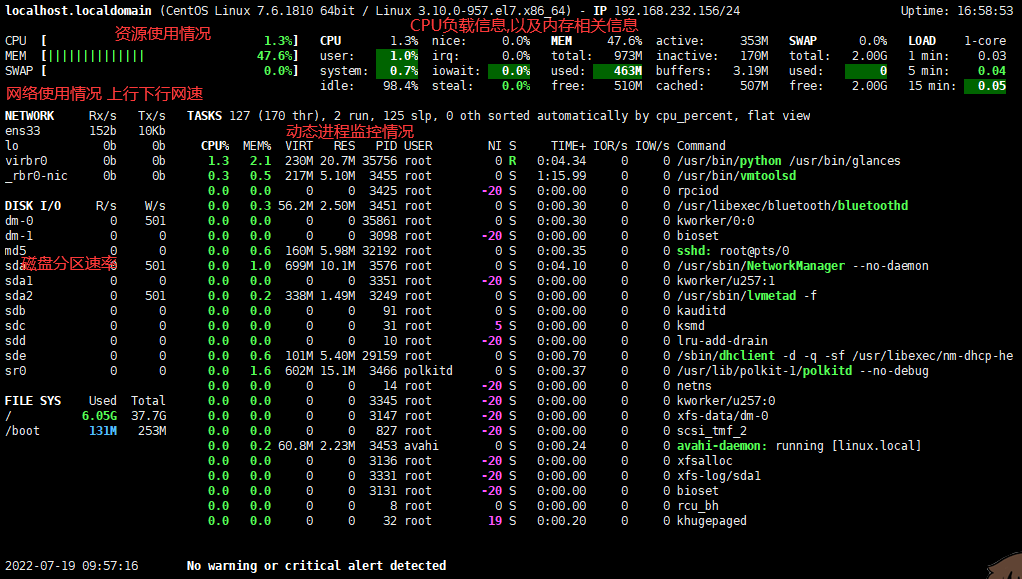 localhost.localdomain (CentOS Linux 7.6.1810 64bit / Linux 3.10.0-957.el7.x86_64) - IP 192.168.232.156/24 Uptime: 16:58:53
资源使用情况 CPU负载信息,以及内存相关信息
CPU [ 1.3%] CPU 1.3% nice: 0.0% MEM 47.6% active: 353M SWAP 0.0% LOAD 1-core
MEM [|||||||||||||| 47.6%] user: 1.0% irq: 0.0% total: 973M inactive: 170M total: 2.00G 1 min: 0.03
SWAP [ 0.0%] system: 0.7% iowait: 0.0% used: 463M buffers: 3.19M used: 0 5 min: 0.04
idle: 98.4% steal: 0.0% free: 510M cached: 507M free: 2.00G 15 min: 0.05
网络使用情况 上行下行网速
NETWORK Rx/s Tx/s TASKS 127 (170 thr), 2 run, 125 slp, 0 oth sorted automatically by cpu_percent, flat view
ens33 152b 10Kb 动态进程监控情况
lo 0b 0b CPU% MEM% VIRT RES PID USER NI S TIME+ IOR/s IOW/s Command
virbr0 0b 0b 1.3 2.1 230M 20.7M 35756 root 0 R 0:04.34 0 0 /usr/bin/python /usr/bin/glances
_rbr0-nic 0b 0b 0.3 0.5 217M 5.10M 3455 root 0 S 1:15.99 0 0 /usr/bin/vmtoolsd
0.0 0.0 0 0 3425 root -20 S 0:00.00 0 0 rpciod
DISK I/O R/s W/s 0.0 0.3 56.2M 2.50M 3451 root 0 S 0:00.30 0 0 /usr/libexec/bluetooth/bluetoothd
dm-0 0 501 0.0 0.0 0 0 35861 root 0 S 0:00.30 0 0 kworker/0:0
dm-1 0 0 0.0 0.0 0 0 3098 root -20 S 0:00.00 0 0 bioset
md5 0 0 0.0 0.6 160M 5.98M 32192 root 0 S 0:00.35 0 0 sshd: root@pts/0
磁盘分区速率
sda 0 501 0.0 1.0 699M 10.1M 3576 root 0 S 0:04.10 0 0 /usr/sbin/NetworkManager --no-daemon
sda1 0 0 0.0 0.0 0 0 3351 root -20 S 0:00.00 0 0 kworker/u257:1
sda2 0 501 0.0 0.2 338M 1.49M 3249 root 0 S 0:00.00 0 0 /usr/sbin/lvmetad -f
sdb 0 0 0.0 0.0 0 0 91 root 0 S 0:00.00 0 0 kauditd
sdc 0 0 0.0 0.0 0 0 31 root 5 S 0:00.00 0 0 ksmd
sdd 0 0 0.0 0.0 0 0 10 root -20 S 0:00.00 0 0 lru-add-drain
sde 0 0 0.0 0.6 101M 5.40M 29159 root 0 S 0:00.70 0 0 /sbin/dhclient -d -q -sf /usr/libexec/nm-dhcp-he
sr0 0 0 0.0 1.6 602M 15.1M 3466 polkitd 0 S 0:00.37 0 0 /usr/lib/polkit-1/polkitd --no-debug
0.0 0.0 0 0 14 root -20 S 0:00.00 0 0 netns
FILE SYS Used Total 0.0 0.0 0 0 3345 root -20 S 0:00.00 0 0 kworker/u257:0
/ 6.05G 37.7G 0.0 0.0 0 0 3147 root -20 S 0:00.00 0 0 xfs-data/dm-0
/boot 131M 253M 0.0 0.0 0 0 827 root -20 S 0:00.00 0 0 scsi_tmf_2
0.0 0.2 60.8M 2.23M 3453 avahi 0 S 0:00.24 0 0 avahi-daemon: running [linux.local]
0.0 0.0 0 0 3136 root -20 S 0:00.00 0 0 xfsalloc
0.0 0.0 0 0 3331 root -20 S 0:00.00 0 0 xfs-log/sda1
0.0 0.0 0 0 3131 root -20 S 0:00.00 0 0 bioset
0.0 0.0 0 0 8 root 0 S 0:00.00 0 0 rcu_bh
0.0 0.0 0 0 32 root 19 S 0:00.20 0 0 khugepaged
2022-07-19 09:57:16 No warning or critical alert detected